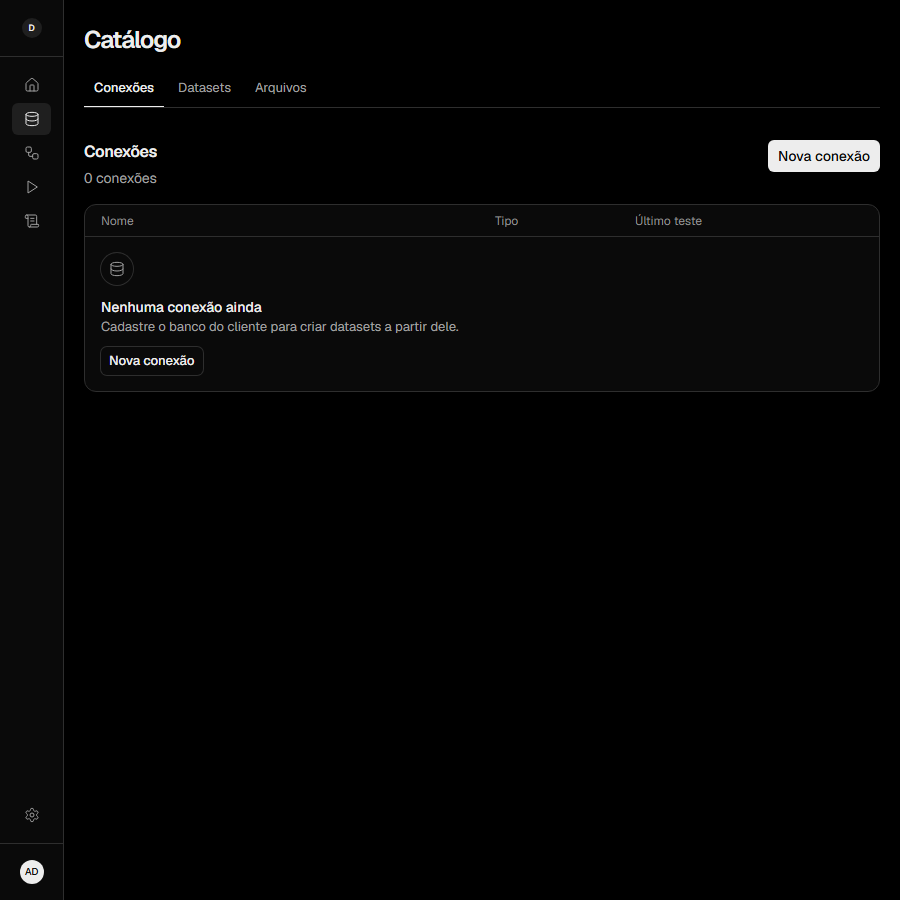 D
Catálogo
Conexões Datasets Arquivos
Conexões
0 conexões
Nova conexão
Nome Tipo Último teste
Nenhuma conexão ainda
Cadastre o banco do cliente para criar datasets a partir dele.
Nova conexão
AD